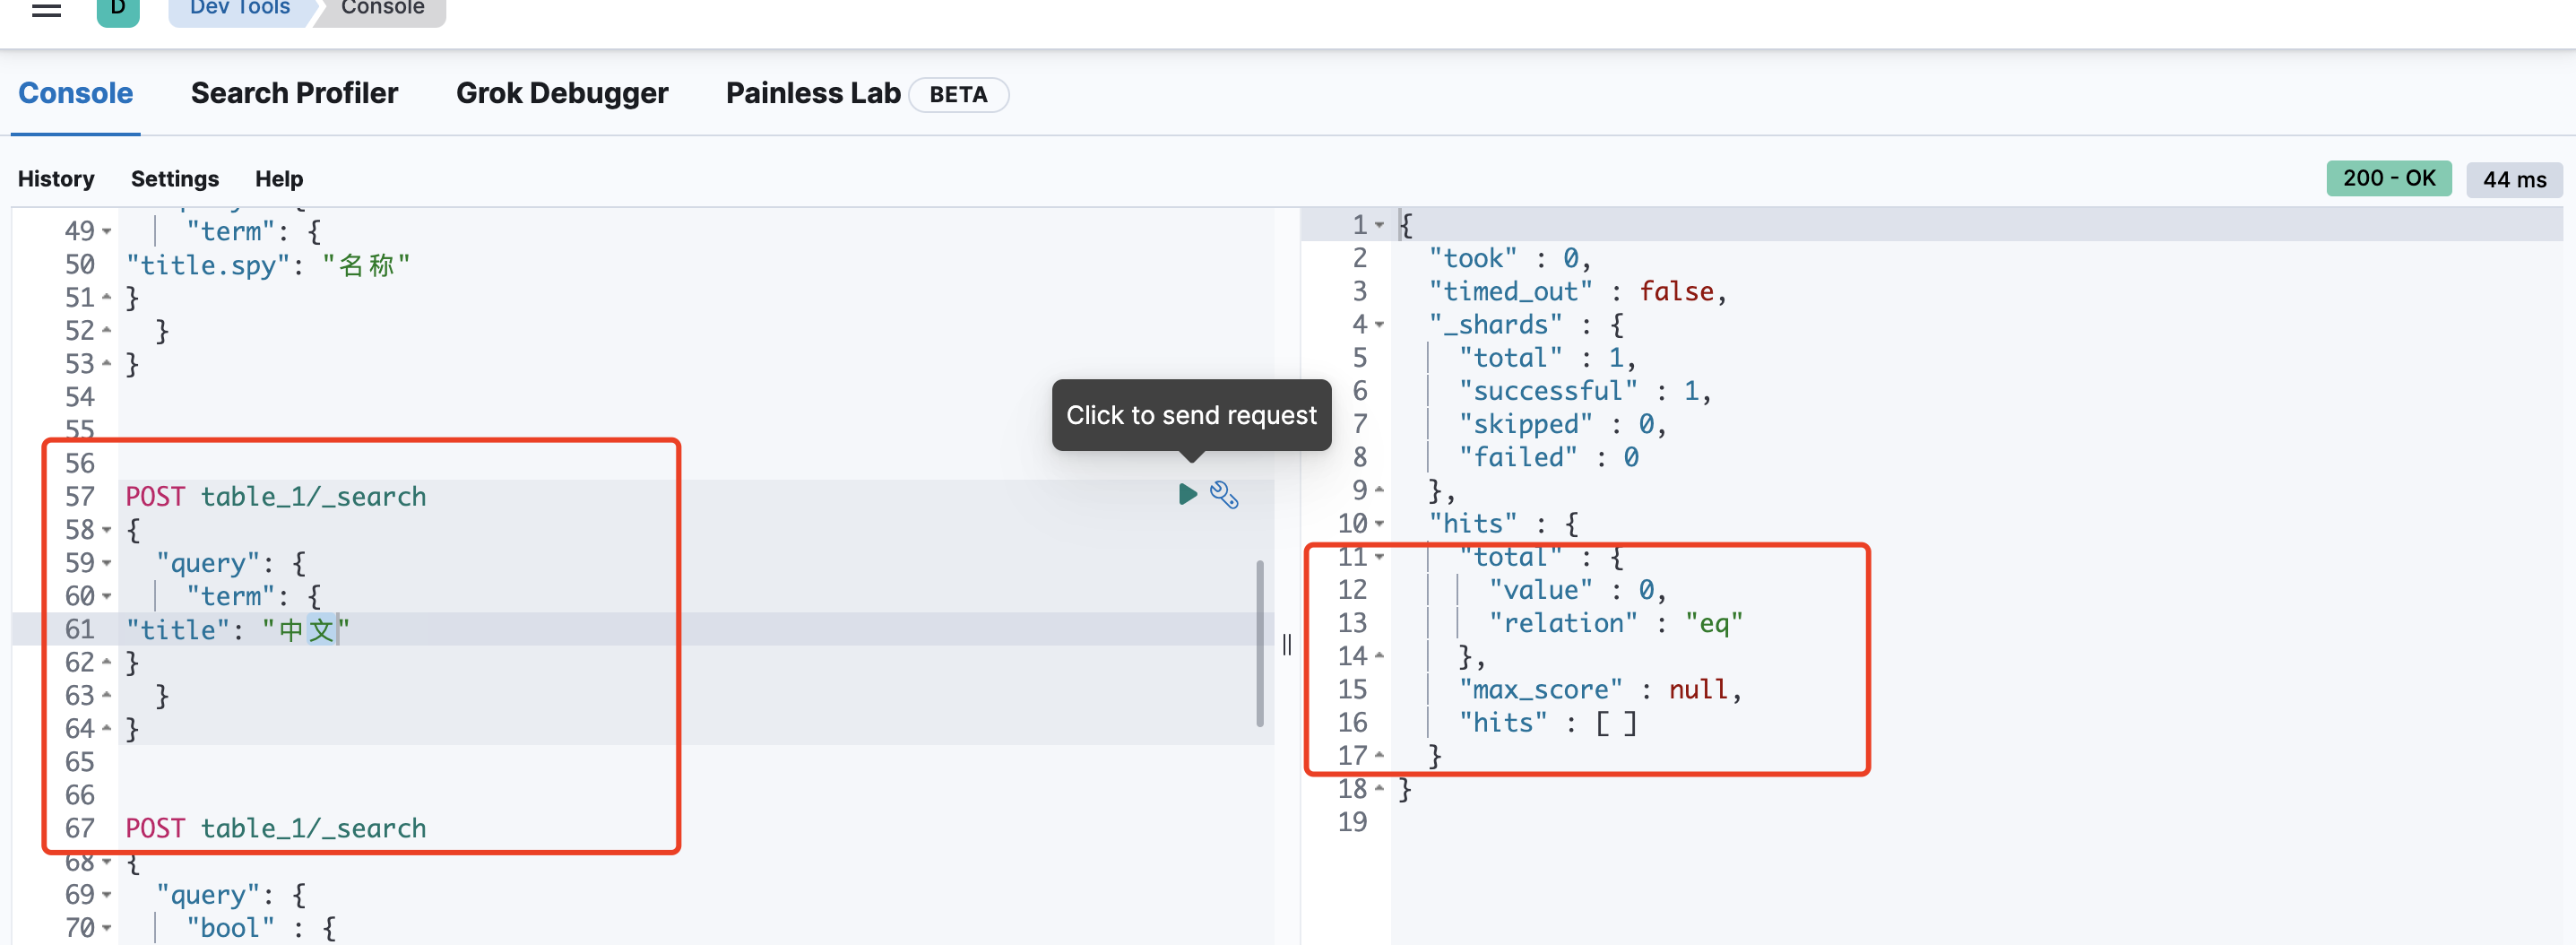 D Dev Tools Console
Console Search Profiler Grok Debugger Painless Lab BETA
History Settings Help
200 - OK 44 ms
49 "term": {
50 "title.spy": "名称"
51 }
52 }
53 }
54
55
56
57 POST table_1/_search
58 {
59 "query": {
60 "term": {
61 "title": "中文"
62 }
63 }
64 }
65
66
67 POST table_1/_search
68 {
69 "query": {
70 "bool" : {
Click to send request
1 {
2 "took" : 0,
3 "timed_out" : false,
4 "_shards" : {
5 "total" : 1,
6 "successful" : 1,
7 "skipped" : 0,
8 "failed" : 0
9 },
10 "hits" : {
11 "total" : {
12 "value" : 0,
13 "relation" : "eq"
14 },
15 "max_score" : null,
16 "hits" : [ ]
17 }
18 }
19